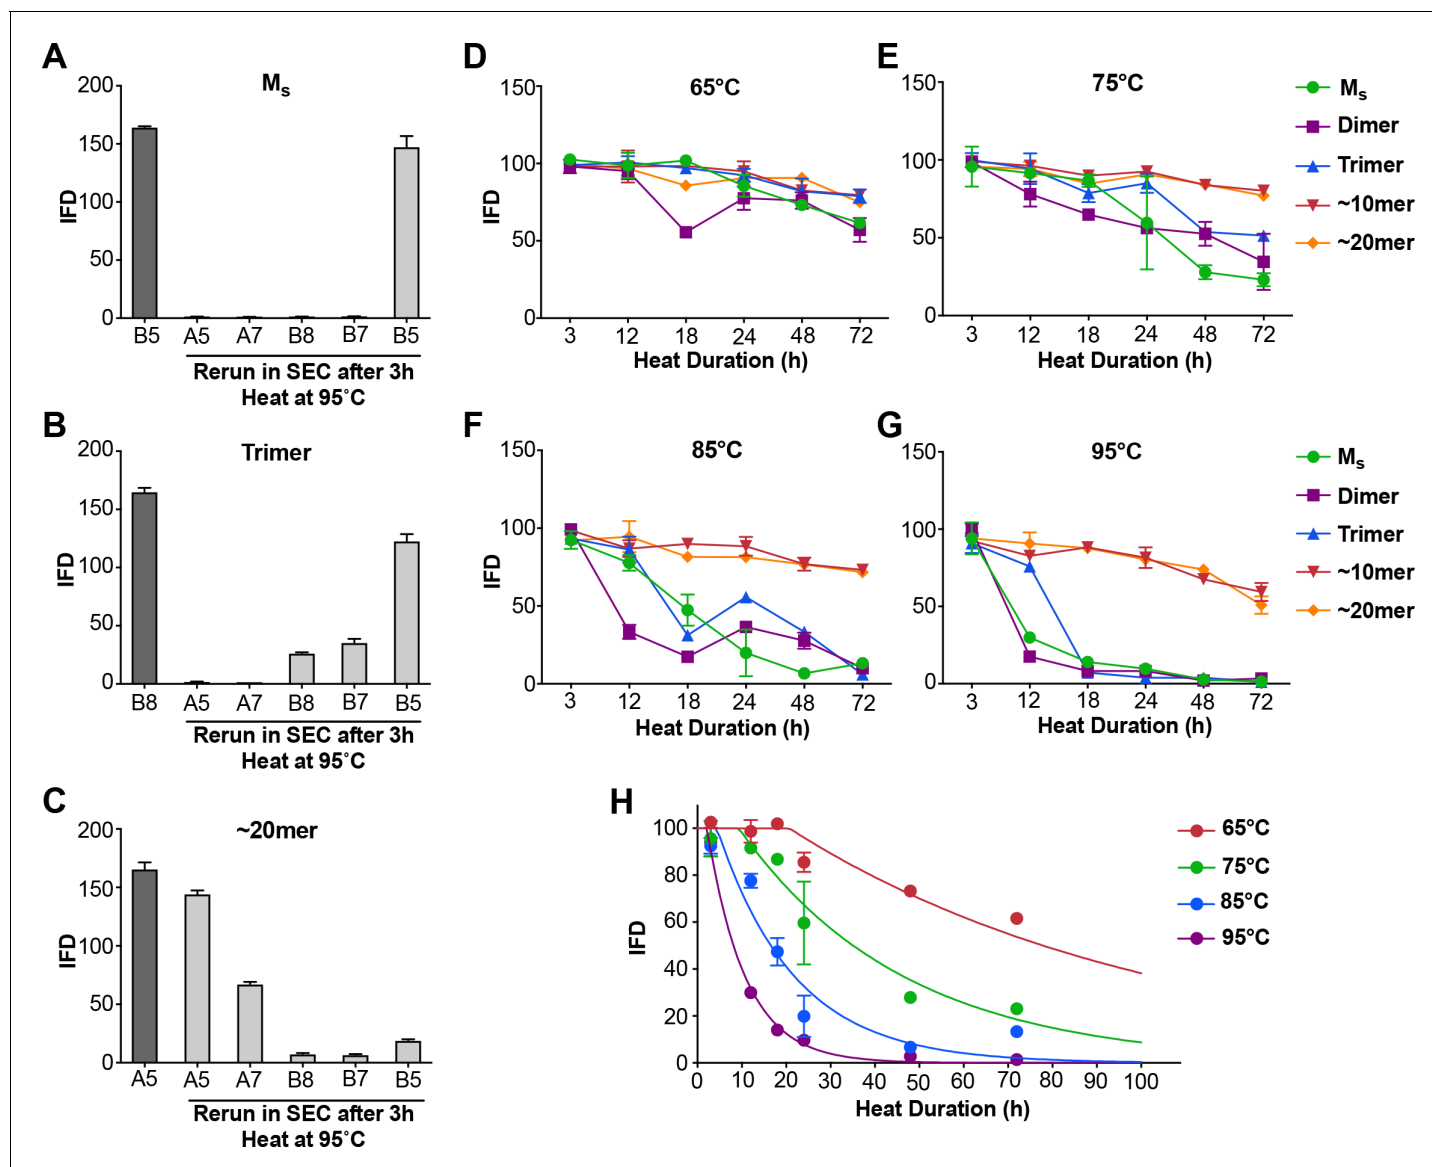 A
Ms
200
150
100
50
0
IFD
B5 A5 A7 B8 B7 B5
Rerun in SEC after 3h
Heat at 95˚C
B
Trimer
200
150
100
50
0
IFD
B8 A5 A7 B8 B7 B5
Rerun in SEC after 3h
Heat at 95˚C
C
~20mer
200
150
100
50
0
IFD
A5 A5 A7 B8 B7 B5
Rerun in SEC after 3h
Heat at 95˚C
D
65°C
150
100
50
0
IFD
3 12 18 24 48 72
Heat Duration (h)
E
75°C
150
100
50
0
3 12 18 24 48 72
Heat Duration (h)
Ms
Dimer
Trimer
~10mer
~20mer
F
85°C
150
100
50
0
IFD
3 12 18 24 48 72
Heat Duration (h)
G
95°C
150
100
50
0
3 12 18 24 48 72
Heat Duration (h)
Ms
Dimer
Trimer
~10mer
~20mer
H
100
80
60
40
20
0
IFD
0 10 20 30 40 50 60 70 80 90 100
Heat Duration (h)
65°C
75°C
85°C
95°C